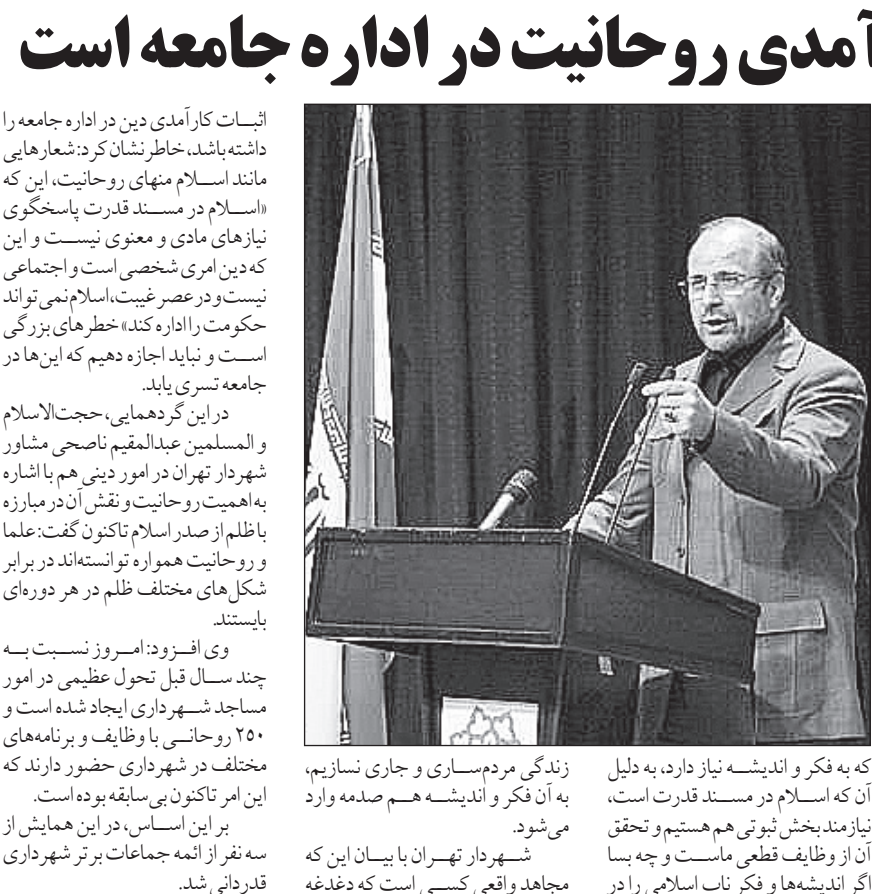 آمدی روحانیت در اداره جامعه است
که به فکر و اندیشه نیاز دارد، به دلیل
آن که اسلام در مسند قدرت است،
نیازمند بخش ثبوتی هم هستیم و تحقق
آن از وظایف قطعی ماست و چه بسا
اگر اندیشه‌ها و فکر ناب اسلامی را در
زندگی مردم ساری و جاری نسازیم،
به آن فکر و اندیشه هم صدمه وارد
می‌شود.
شهردار تهران با بیان این که
مجاهد واقعی کسی است که دغدغه
اثبات کارآمدی دین در اداره جامعه را
داشته باشد، خاطرنشان کرد: شعارهایی
مانند اسلام منهای روحانیت، این که
«اسلام در مسند قدرت پاسخگوی
نیازهای مادی و معنوی نیست و این
که دین امری شخصی است و اجتماعی
نیست و در عصر غیبت، اسلام نمی‌تواند
حکومت را اداره کند» خطرهای بزرگی
است و نباید اجازه دهیم که این‌ها در
جامعه تسری یابد.
در این گردهمایی، حجت‌الاسلام
و المسلمین عبدالمقیم ناصحی مشاور
شهردار تهران در امور دینی هم با اشاره
به اهمیت روحانیت و نقش آن در مبارزه
با ظلم از صدر اسلام تاکنون گفت: علما
و روحانیت همواره توانسته‌اند در برابر
شکل‌های مختلف ظلم در هر دوره‌ای
بایستند.
وی افزود: امروز نسبت به
چند سال قبل تحول عظیمی در امور
مساجد شهرداری ایجاد شده است و
۲۵۰ روحانی با وظایف و برنامه‌های
مختلف در شهرداری حضور دارند که
این امر تاکنون بی‌سابقه بوده است.
بر این اساس، در این همایش از
سه نفر از ائمه جماعات برتر شهرداری
قدردانی شد.